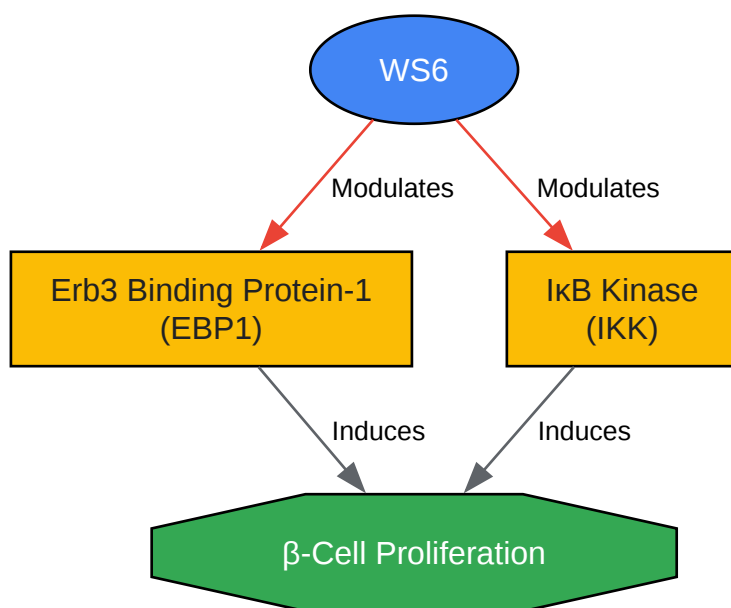 WS6
Modulates
Modulates
Erb3 Binding Protein-1
(EBP1)
IκB Kinase
(IKK)
Induces
Induces
β-Cell Proliferation